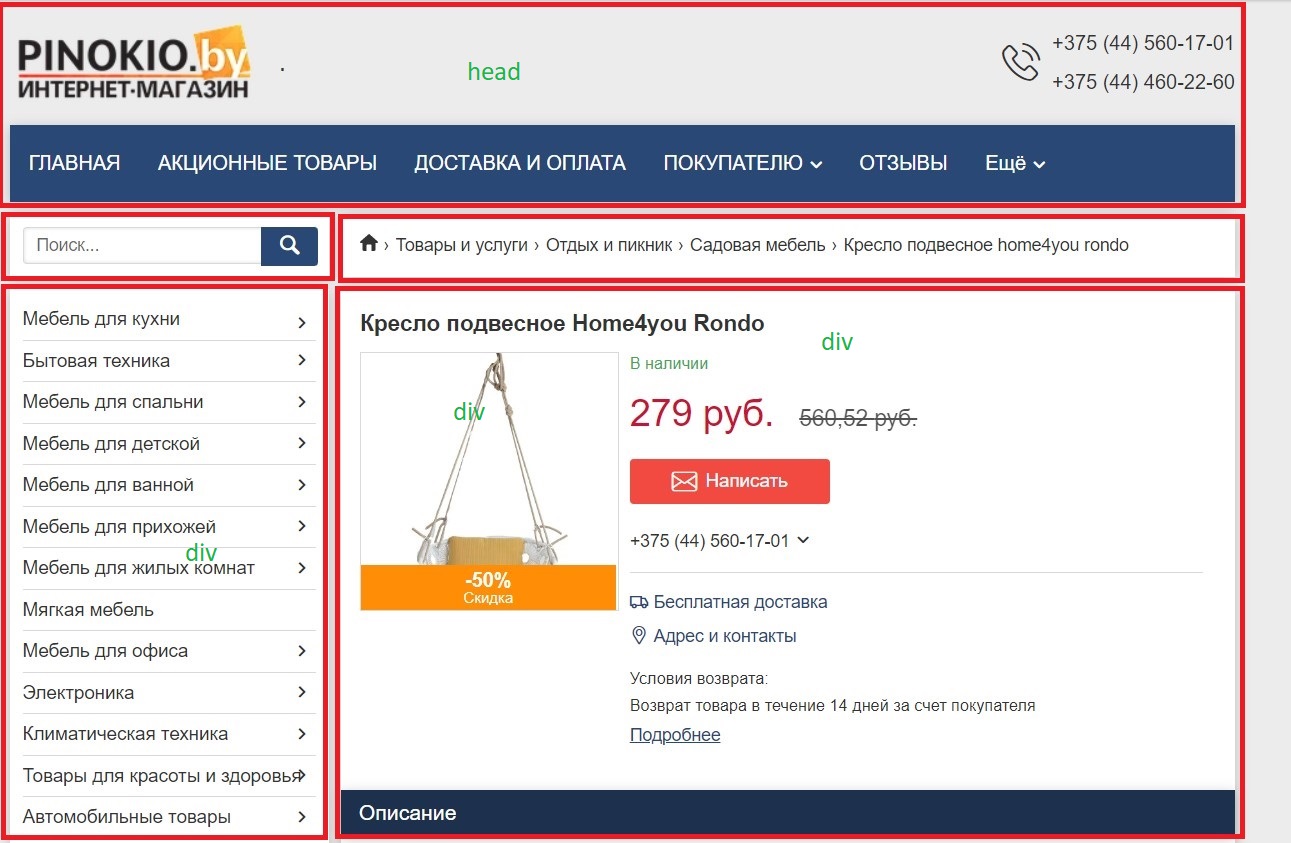 PINOKIO.by
ИНТЕРНЕТ·МАГАЗИН
head
+375 (44) 560-17-01
+375 (44) 460-22-60
ГЛАВНАЯ АКЦИОННЫЕ ТОВАРЫ ДОСТАВКА И ОПЛАТА ПОКУПАТЕЛЮ ОТЗЫВЫ Ещё
Поиск...
› Товары и услуги › Отдых и пикник › Садовая мебель › Кресло подвесное home4you rondo
Мебель для кухни
Бытовая техника
Мебель для спальни
Мебель для детской
Мебель для ванной
Мебель для прихожей
div
Мебель для жилых комнат
Мягкая мебель
Мебель для офиса
Электроника
Климатическая техника
Товары для красоты и здоровья
Автомобильные товары
Кресло подвесное Home4you Rondo
div
div
-50%
Скидка
В наличии
279 руб. 560,52 руб.
Написать
+375 (44) 560-17-01
Бесплатная доставка
Адрес и контакты
Условия возврата:
Возврат товара в течение 14 дней за счет покупателя
Подробнее
Описание